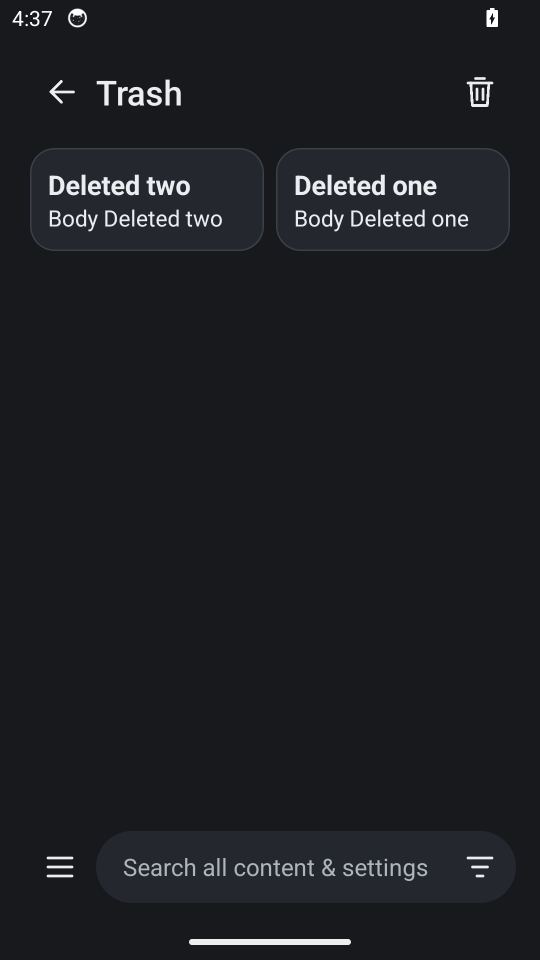 4:37
Trash
Deleted two
Body Deleted two
Deleted one
Body Deleted one
Search all content & settings